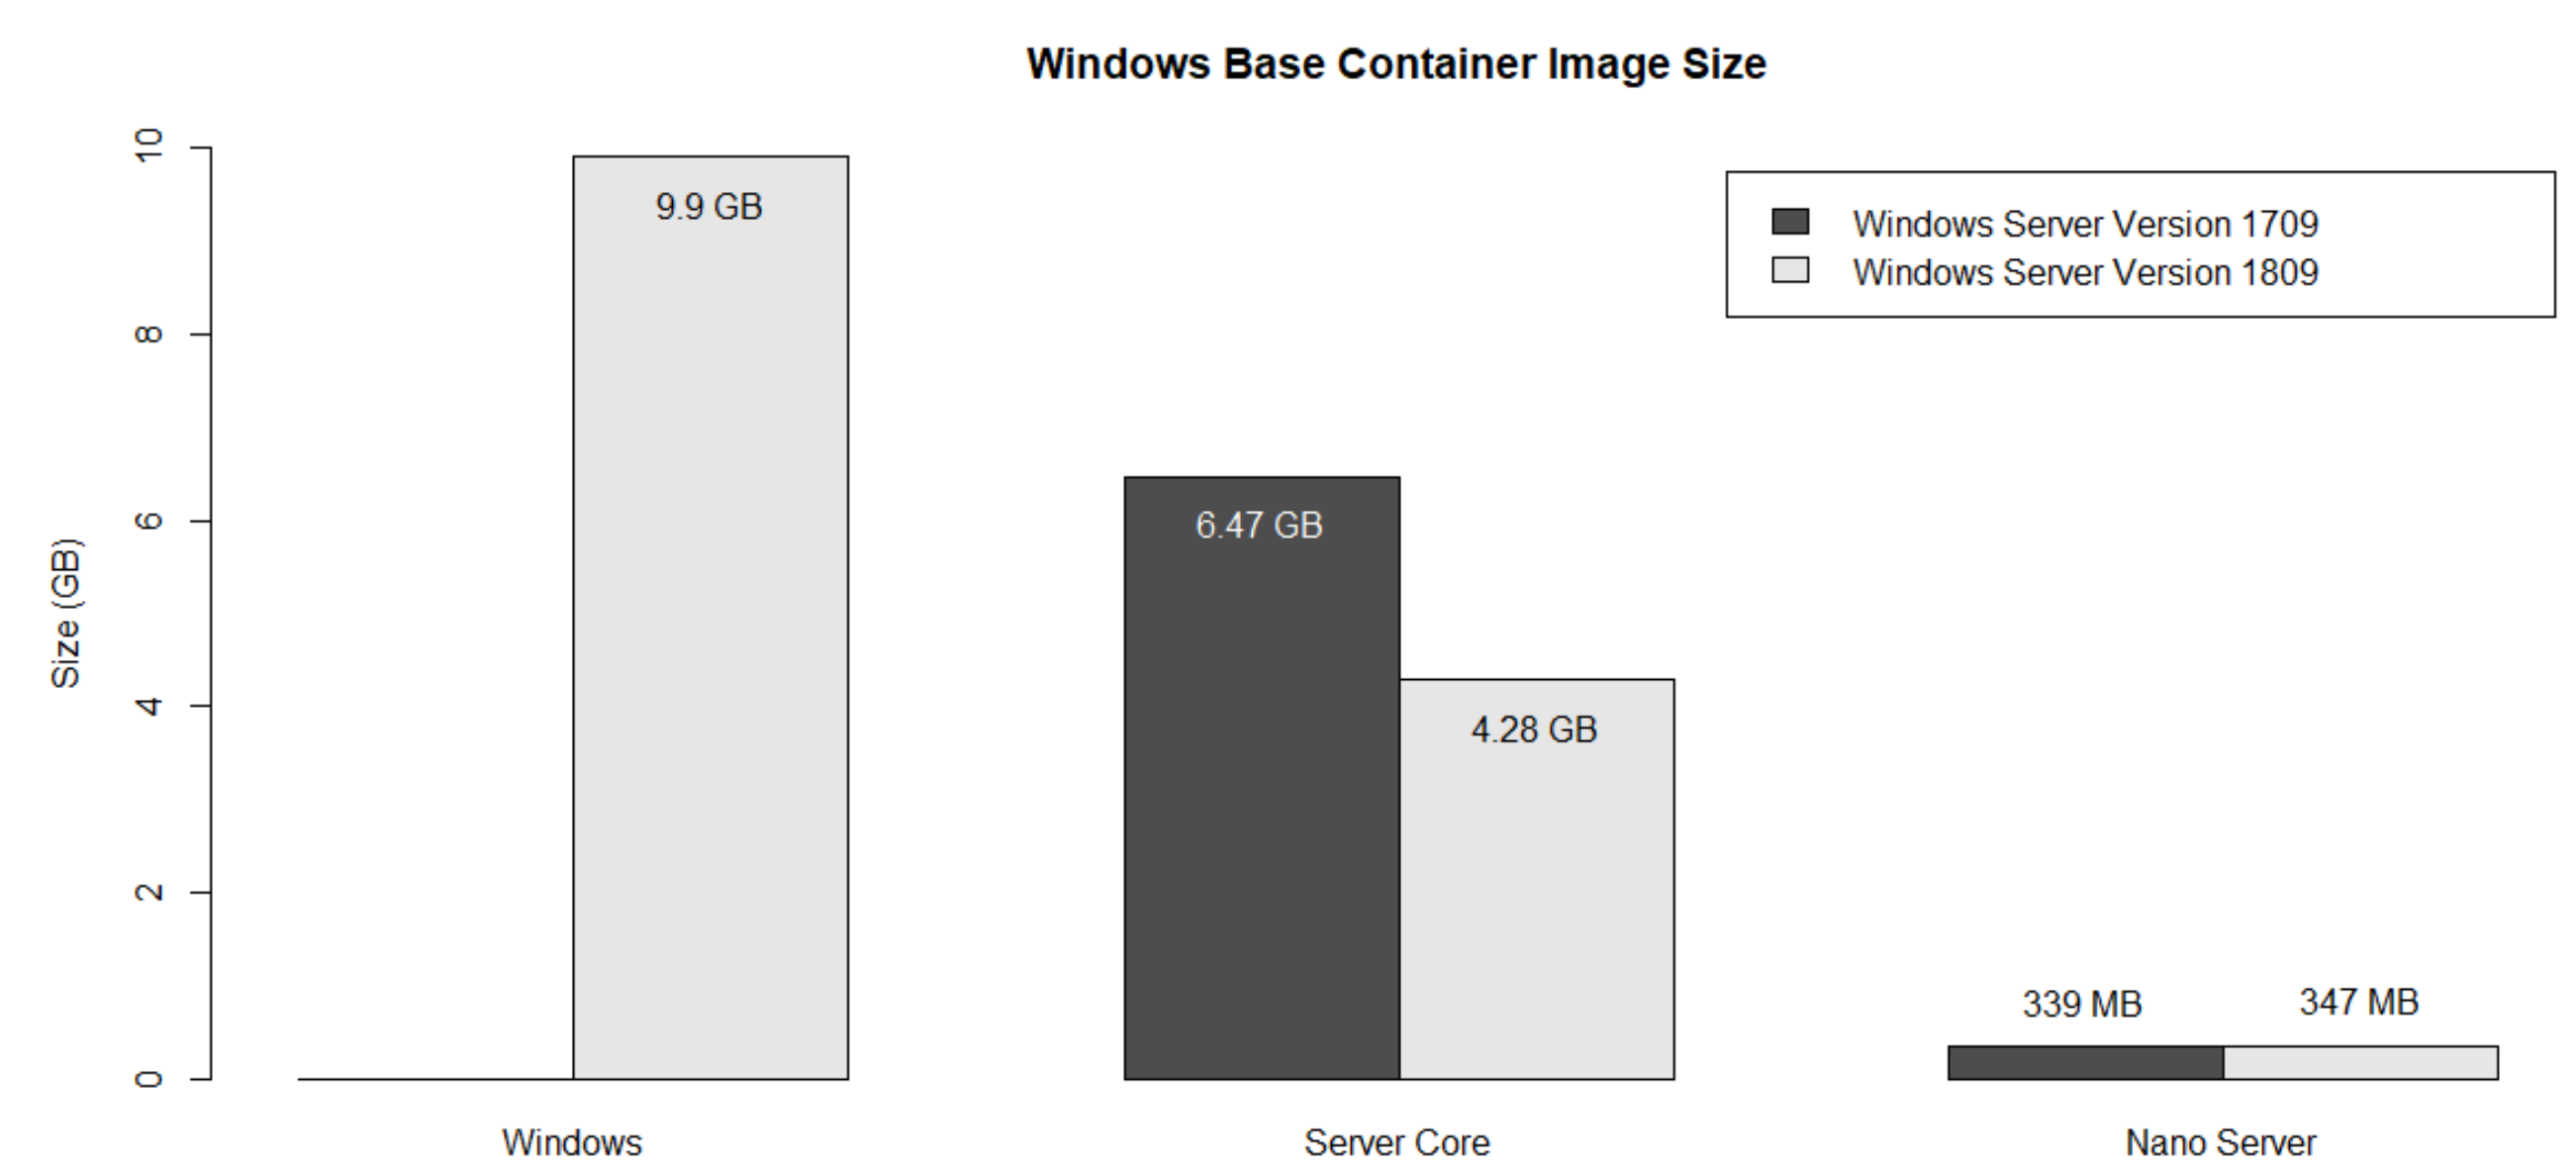 Windows Base Container Image Size
Size (GB)
10
8
6
4
2
0
9.9 GB
6.47 GB
4.28 GB
339 MB
347 MB
Windows Server Version 1709
Windows Server Version 1809
Windows
Server Core
Nano Server